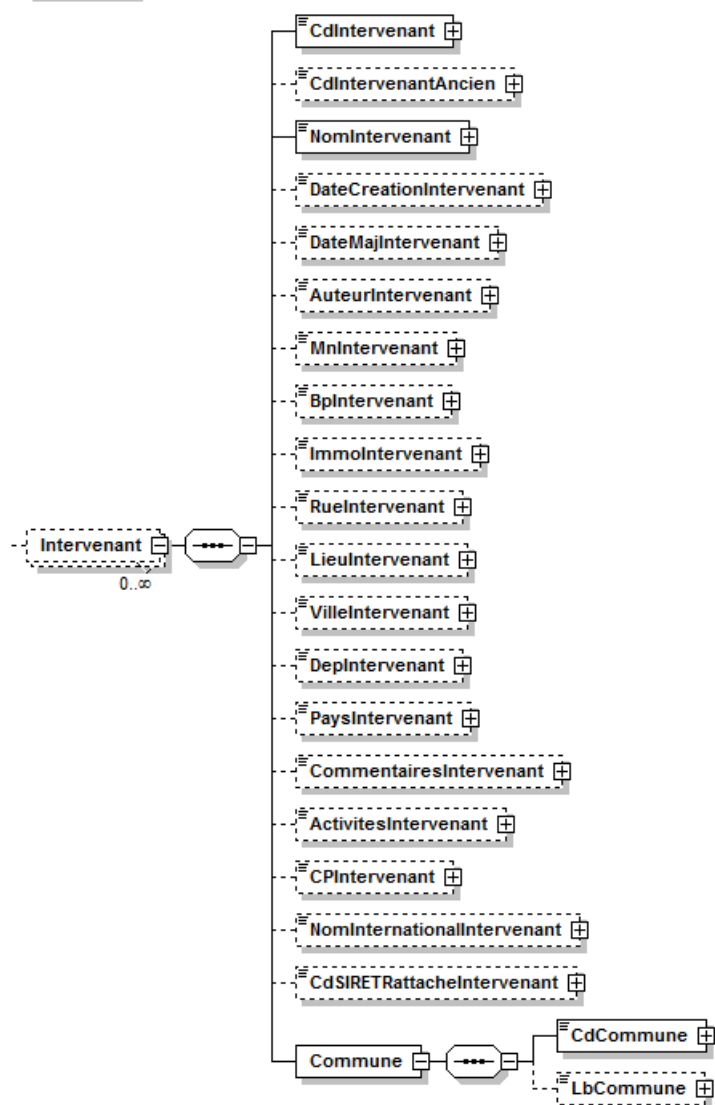 CdIntervenant
CdIntervenantAncien
NomIntervenant
DateCreationIntervenant
DateMajIntervenant
AuteurIntervenant
MnIntervenant
BpIntervenant
ImmoIntervenant
RueIntervenant
Intervenant
0..∞
LieuIntervenant
VilleIntervenant
DepIntervenant
PaysIntervenant
CommentairesIntervenant
ActivitesIntervenant
CPIntervenant
NomInternationalIntervenant
CdSIRETRattacheIntervenant
Commune
CdCommune
LbCommune